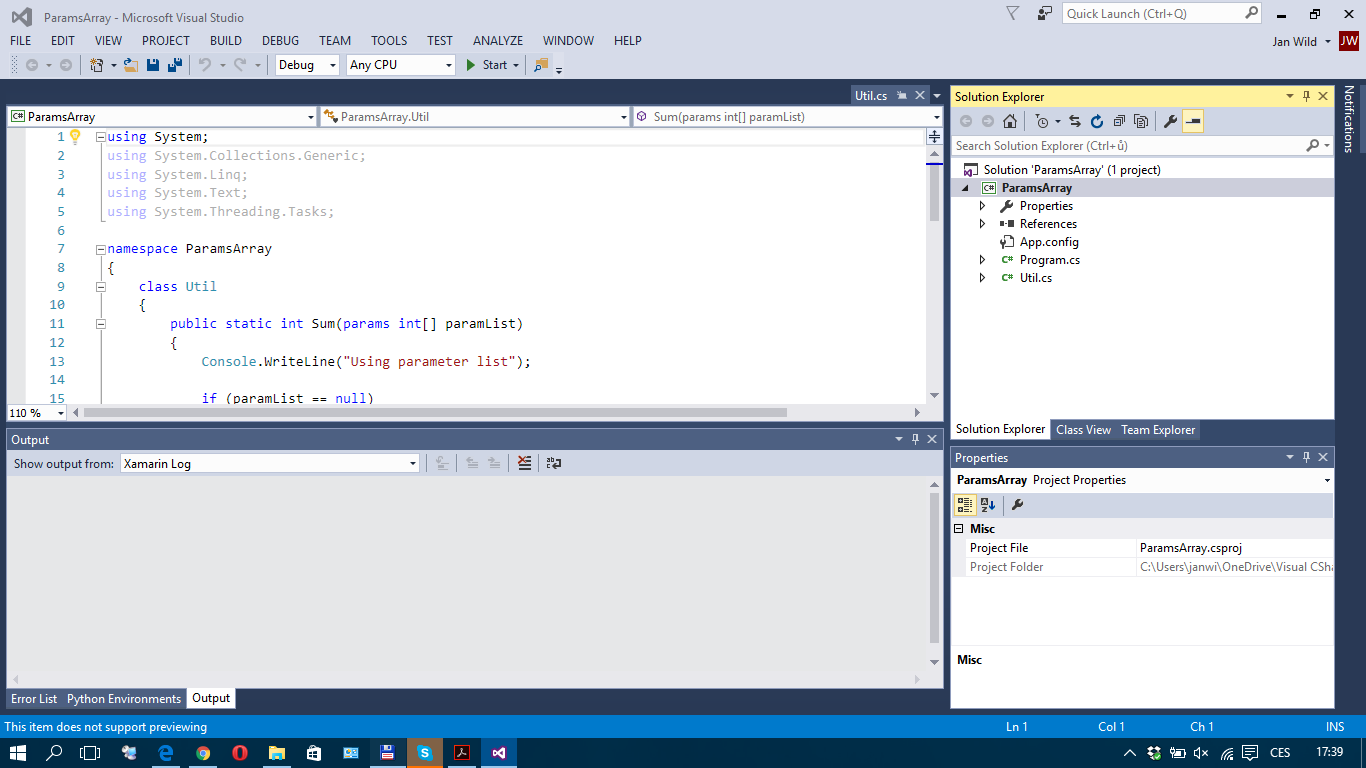 ParamsArray - Microsoft Visual Studio
Quick Launch (Ctrl+Q)
FILE EDIT VIEW PROJECT BUILD DEBUG TEAM TOOLS TEST ANALYZE WINDOW HELP
Jan Wild JW
Debug Any CPU Start
Util.cs
ParamsArray ParamsArray.Util Sum(params int[] paramList)
1 using System;
2 using System.Collections.Generic;
3 using System.Linq;
4 using System.Text;
5 using System.Threading.Tasks;
6
7 namespace ParamsArray
8 {
9 class Util
10 {
11 public static int Sum(params int[] paramList)
12 {
13 Console.WriteLine("Using parameter list");
14
15 if (paramList == null)
110 %
Output
Show output from: Xamarin Log
Error List Python Environments Output
Solution Explorer
Search Solution Explorer (Ctrl+ů)
Solution 'ParamsArray' (1 project)
C# ParamsArray
Properties
References
App.config
C# Program.cs
C# Util.cs
Solution Explorer Class View Team Explorer
Properties
ParamsArray Project Properties
Misc
Project File ParamsArray.csproj
Project Folder C:\Users\janwi\OneDrive\Visual CSha
Misc
Notifications
This item does not support previewing Ln 1 Col 1 Ch 1 INS
CES 17:39